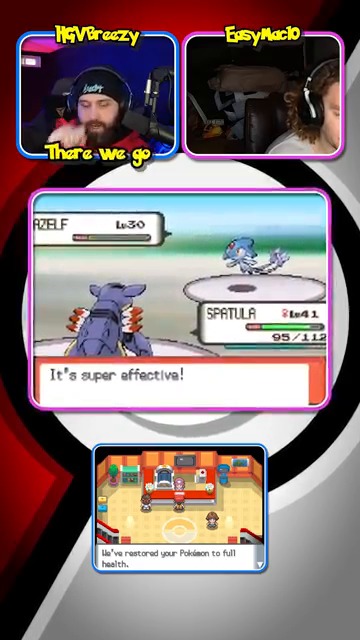 HGVBreezy
EasyMac10
There we go
AZELF Lv30
SPATULA ♀Lv41
95/112
It's super effective!
We've restored your Pokémon to full
health.